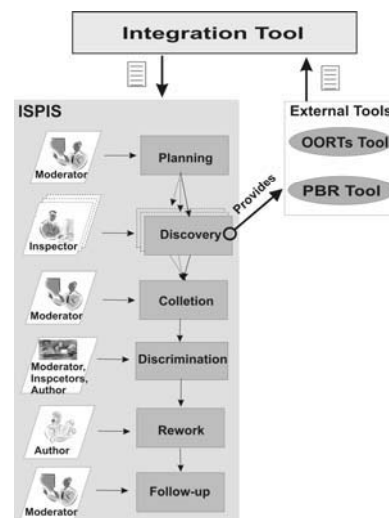 Integration Tool
ISPIS
External Tools
OORTs Tool
PBR Tool
Provides
Moderator
Planning
Inspector
Discovery
Moderator
Colletion
Moderator,
Inspcetors,
Author
Discrimination
Author
Rework
Moderator
Follow-up